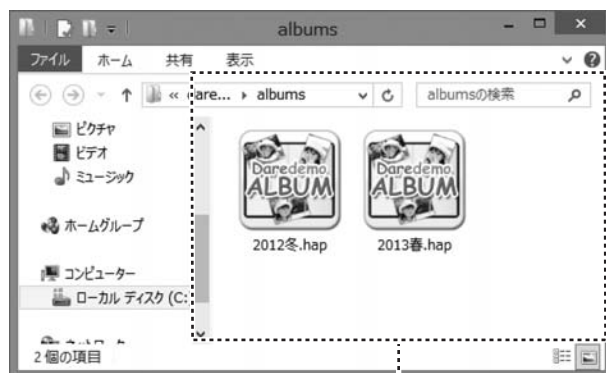 albums
ファイル ホーム 共有 表示
« dare... albums albumsの検索
ピクチャ
ビデオ
ミュージック
ホームグループ
コンピューター
ローカル ディスク (C:
Daredemo
ALBUM
2012冬.hap
Daredemo
ALBUM
2013春.hap
2 個の項目